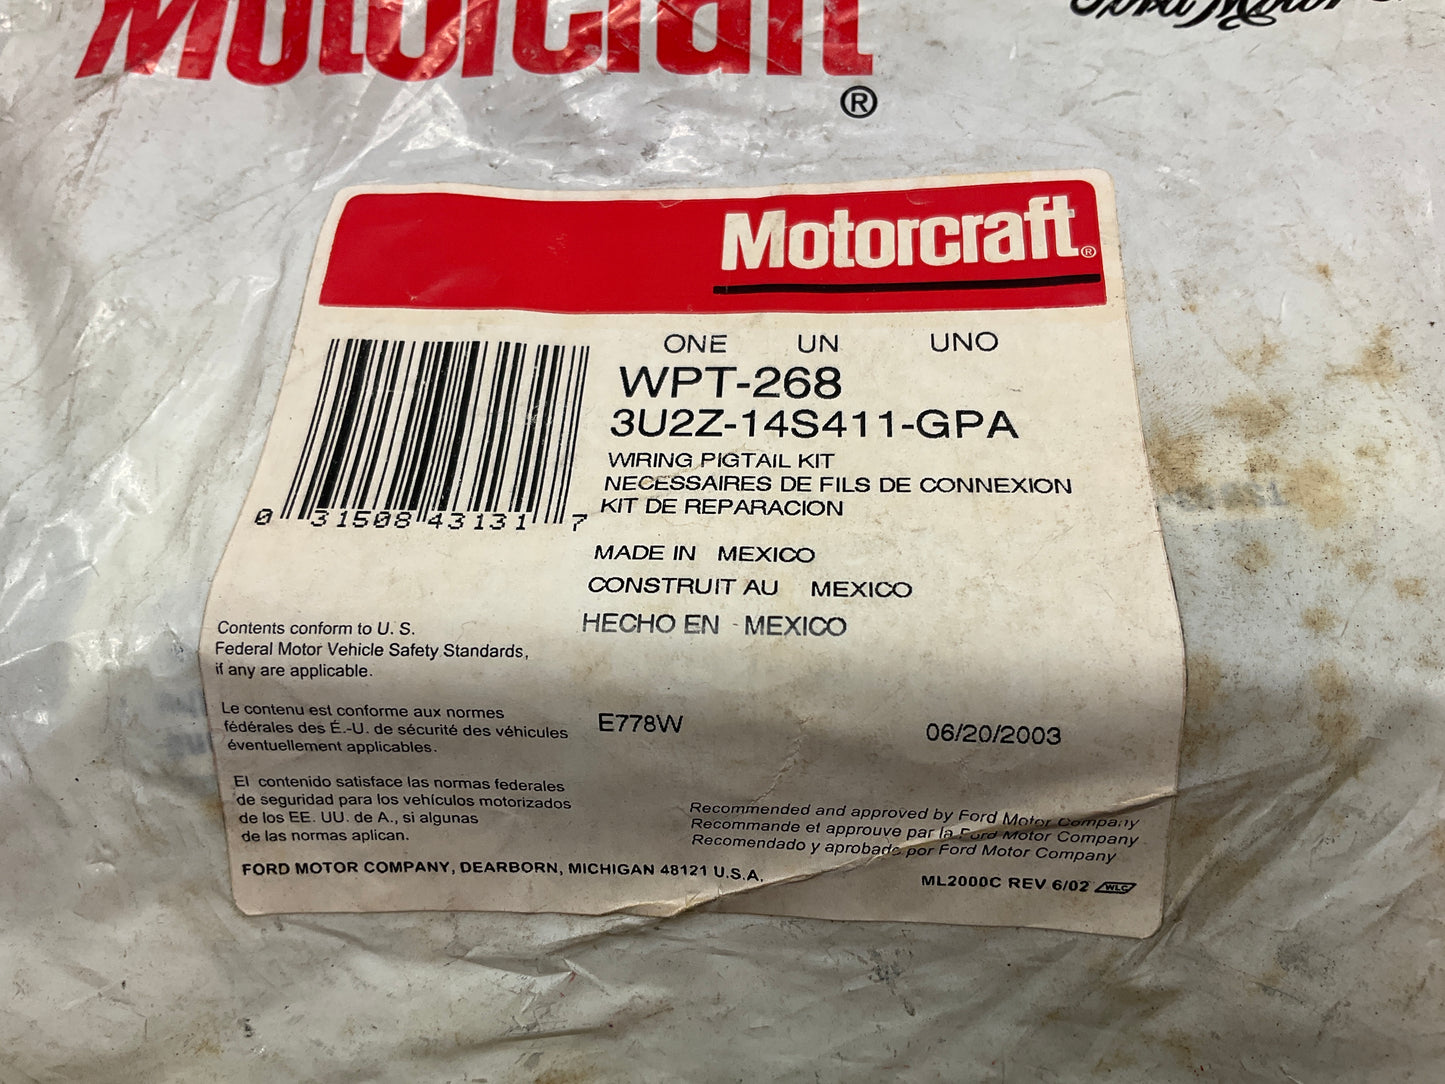 Motorcraft
®
Motorcraft®
ONE UN UNO
WPT-268
3U2Z-14S411-GPA
WIRING PIGTAIL KIT
NECESSAIRES DE FILS DE CONNEXION
KIT DE REPARACION
0 31508 43131 7
MADE IN MEXICO
CONSTRUIT AU MEXICO
HECHO EN MEXICO
Contents conform to U. S.
Federal Motor Vehicle Safety Standards,
if any are applicable.
Le contenu est conforme aux normes
fédérales des É.-U. de sécurité des véhicules
éventuellement applicables.
E778W 06/20/2003
El contenido satisface las normas federales
de seguridad para los vehículos motorizados
de los EE. UU. de A., si algunas
de las normas aplican.
Recommended and approved by Ford Motor Company
Recommande et approuve par la Ford Motor Company
Recomendado y aprobado por Ford Motor Company
FORD MOTOR COMPANY, DEARBORN, MICHIGAN 48121 U.S.A.
ML2000C REV 6/02 WLC